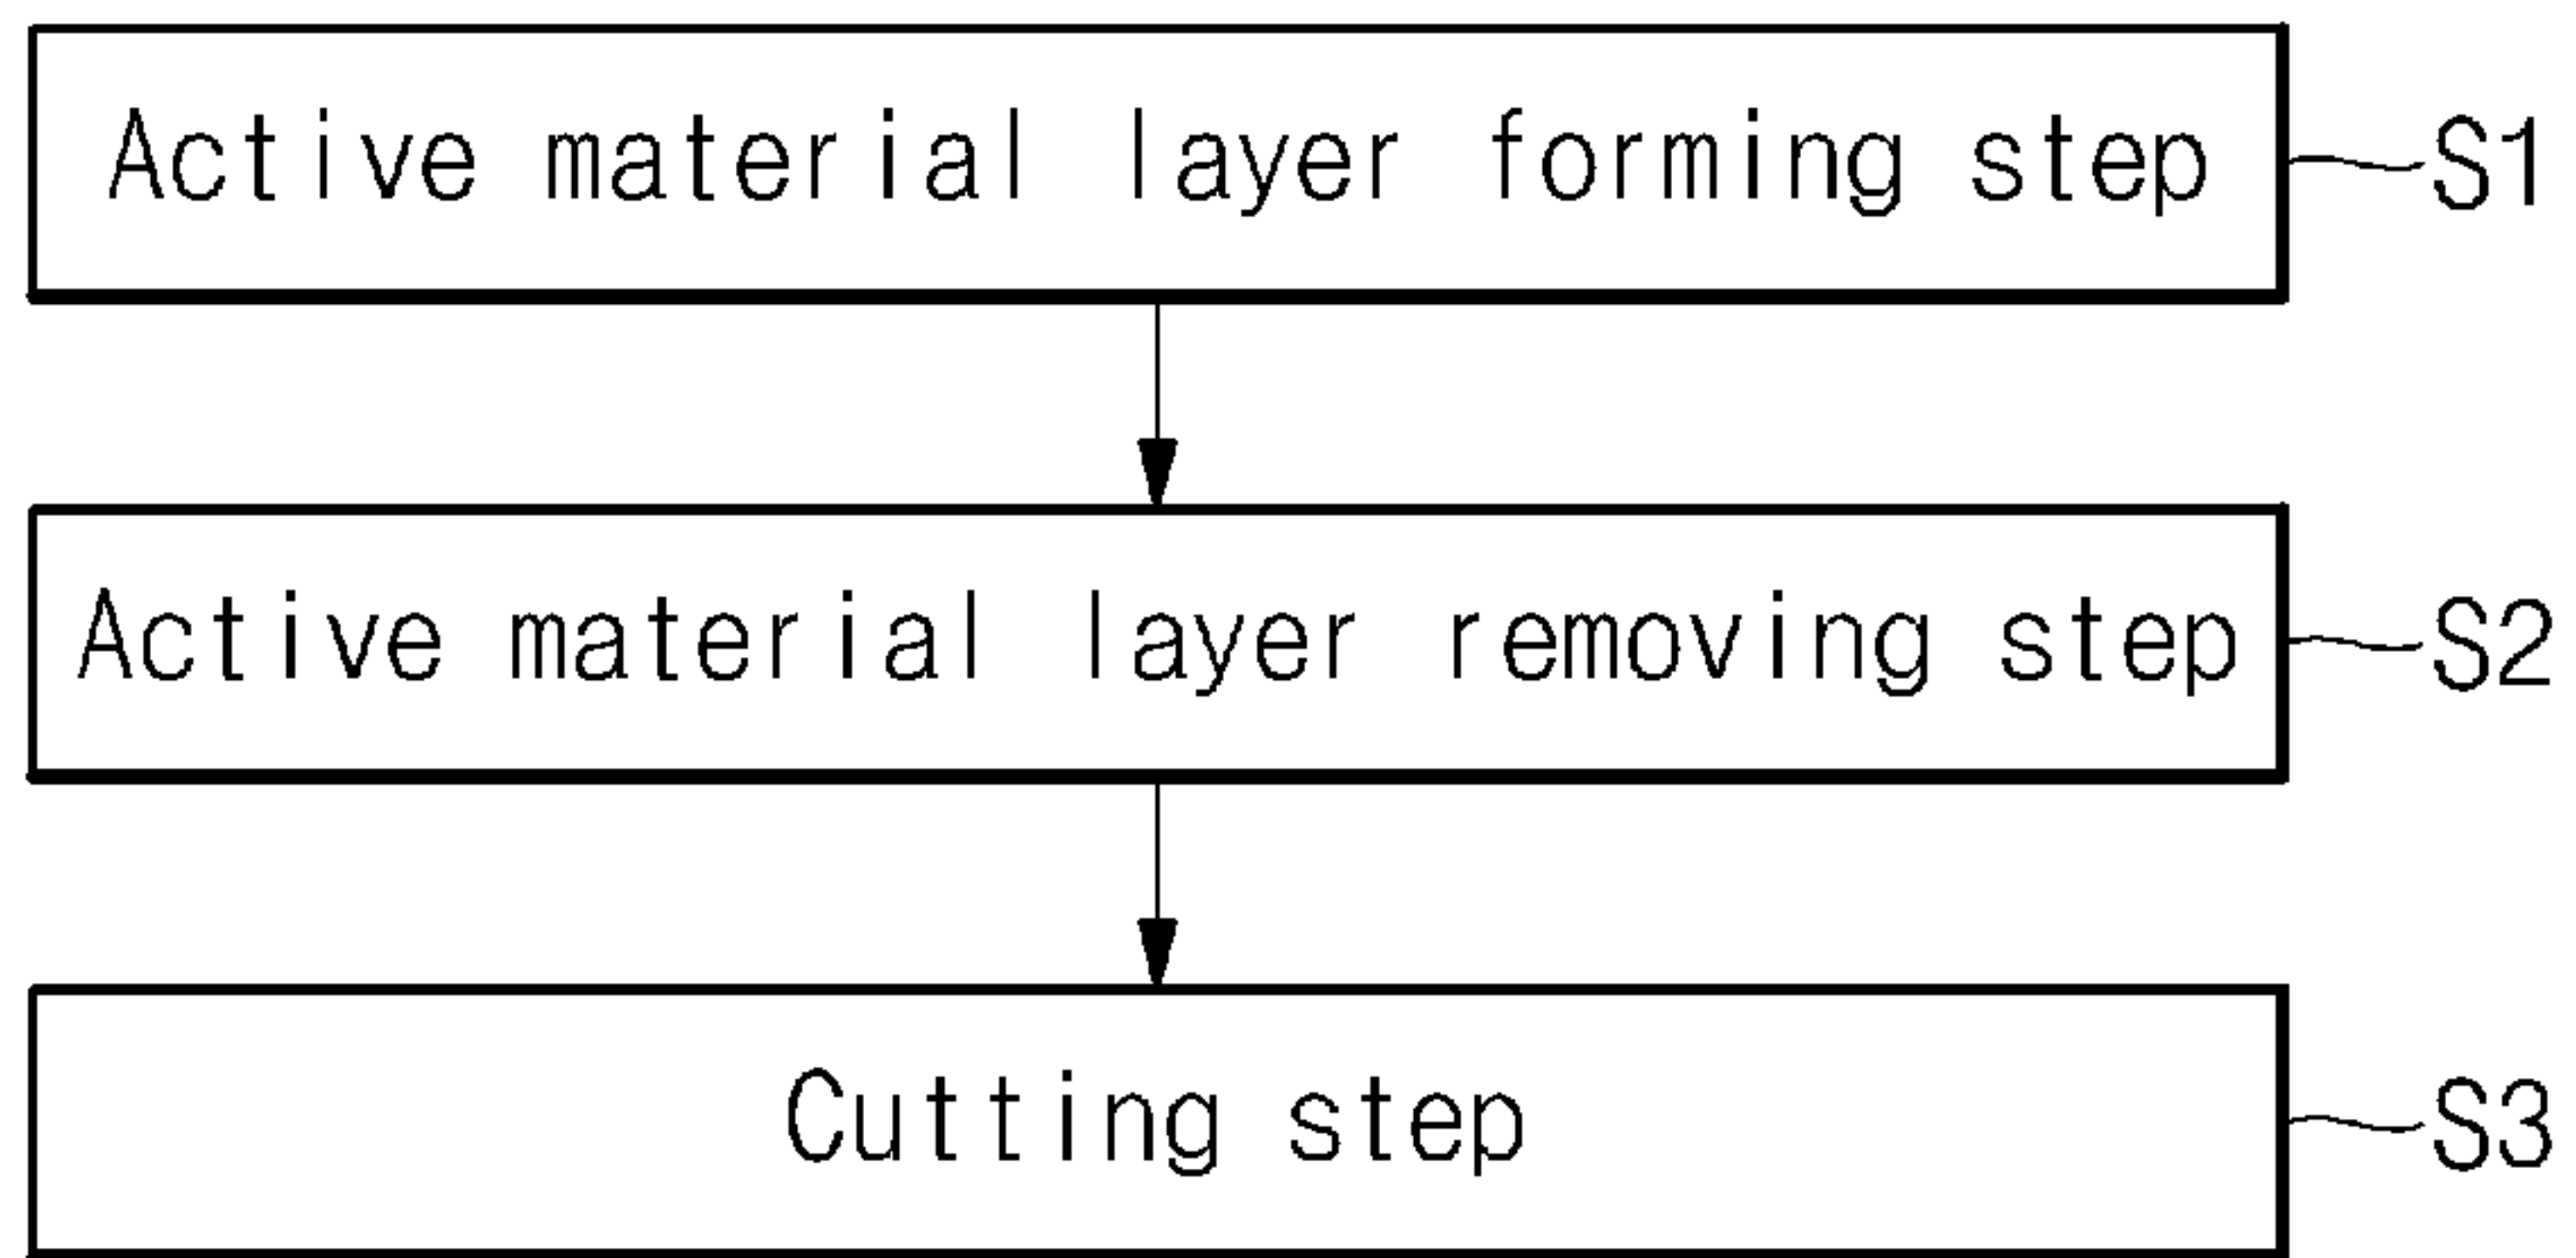 Active material layer forming step S1
Active material layer removing step S2
Cutting step S3